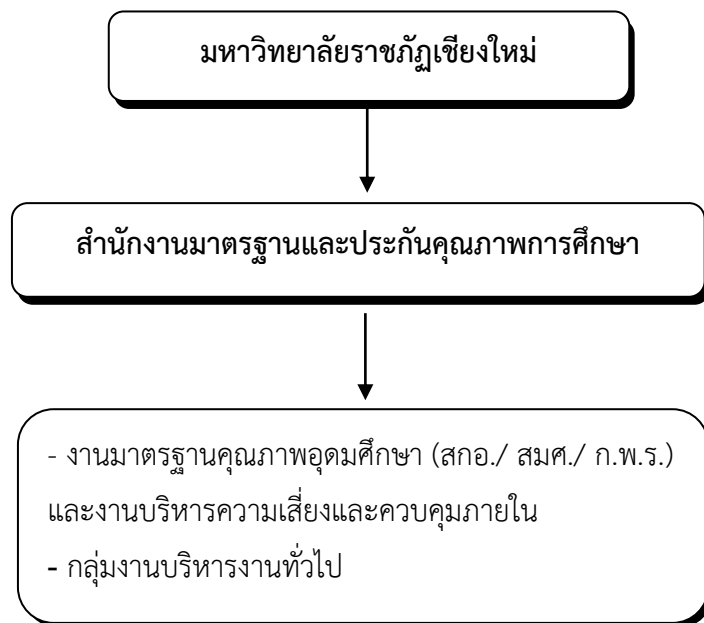 มหาวิทยาลัยราชภัฏเชียงใหม่
สำนักงานมาตรฐานและประกันคุณภาพการศึกษา
- งานมาตรฐานคุณภาพอุดมศึกษา (สกอ./ สมศ./ ก.พ.ร.)
และงานบริหารความเสี่ยงและควบคุมภายใน
- กลุ่มงานบริหารงานทั่วไป